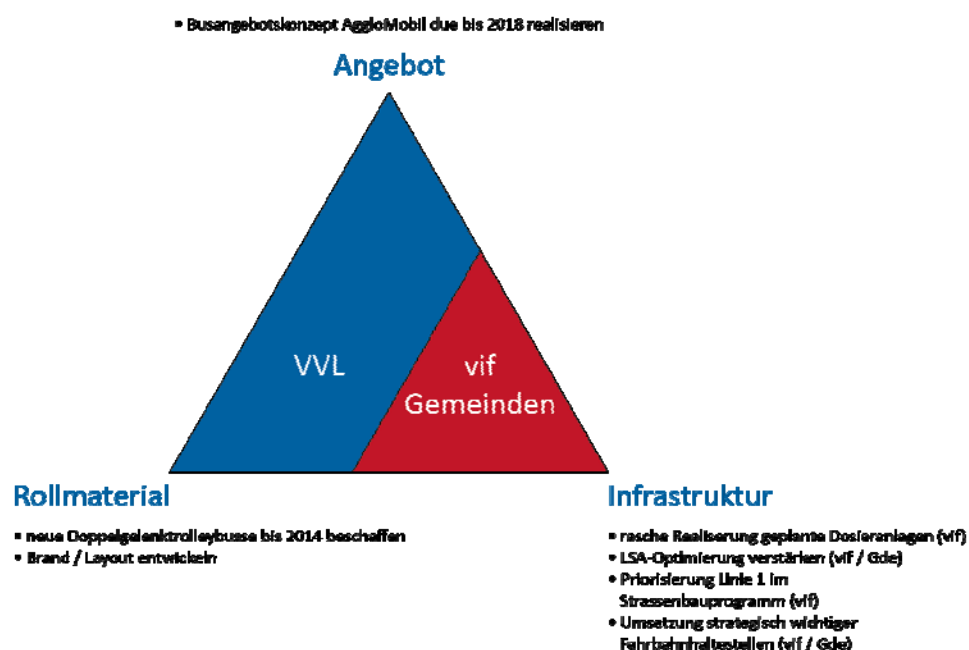 • Busangebotskonzept AggloMobil due bis 2018 realisieren
Angebot
VVL
vif
Gemeinden
Rollmaterial
• neue Doppelgelenktrolleybusse bis 2014 beschaffen
• Brand / Layout entwickeln
Infrastruktur
• rasche Realiserung geplante Dosieranlagen (vif)
• LSA-Optimierung verstärken (vif / Gde)
• Priorisierung Linie 1 im
Strassenbauprogramm (vif)
• Umsetzung strategisch wichtiger
Fahrbahnhaltestellen (vif / Gde)